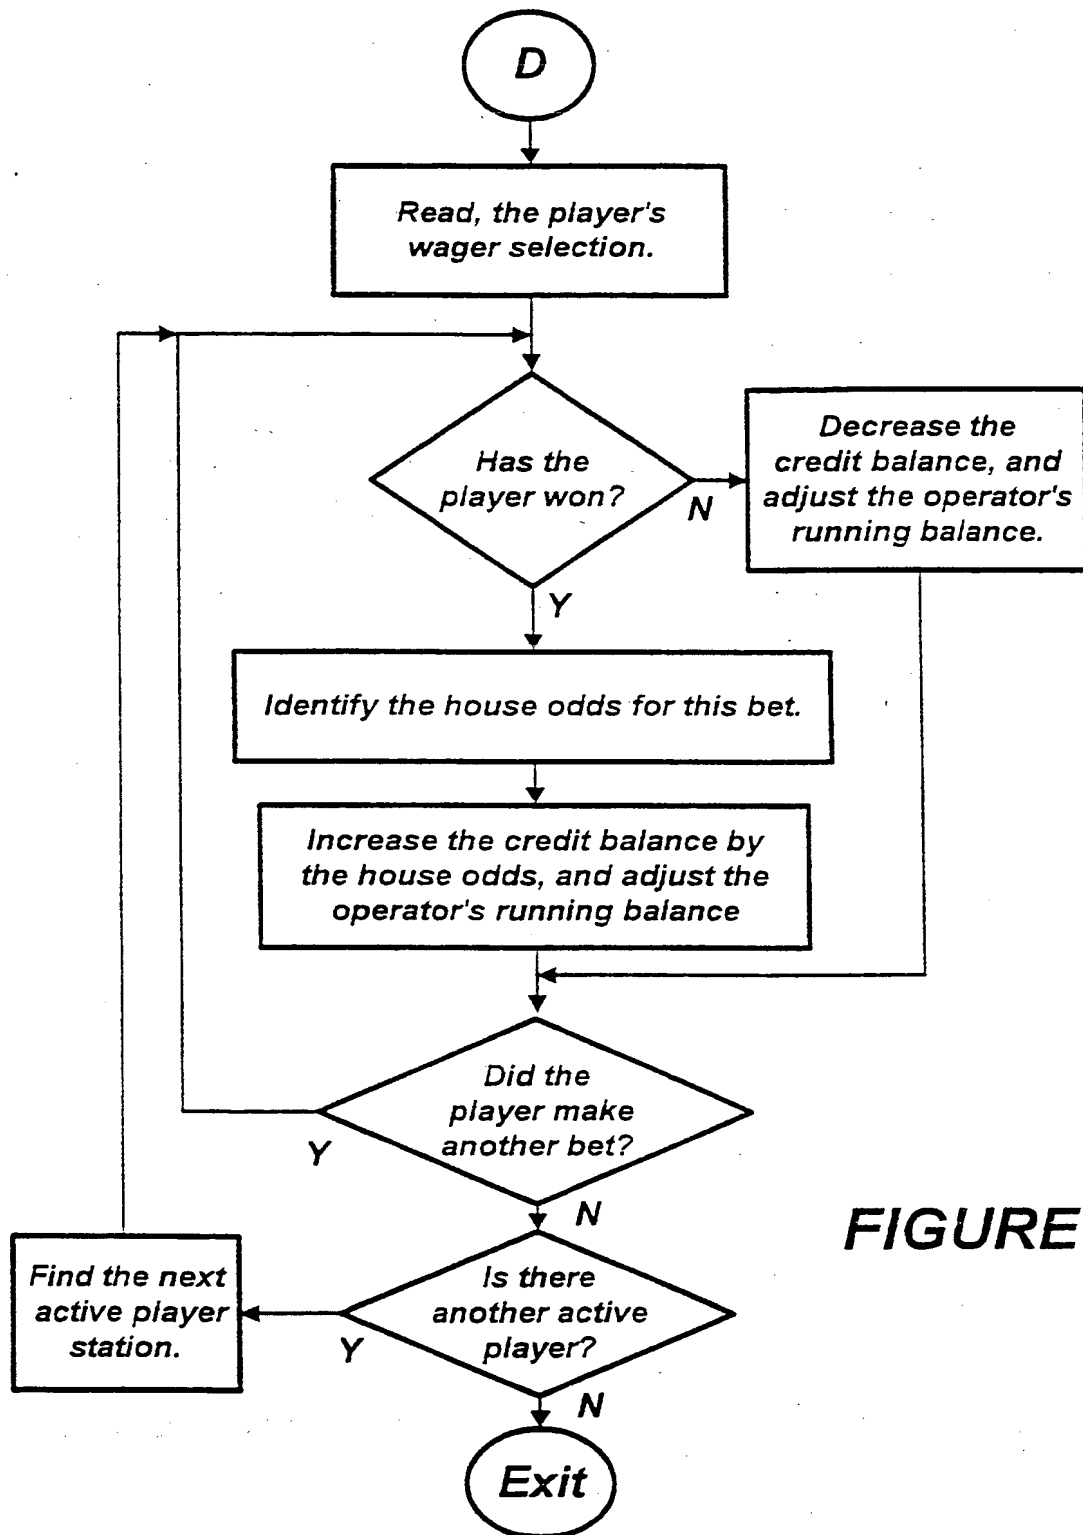 D
Read, the player's
wager selection.
Has the
player won?
N
Decrease the
credit balance, and
adjust the operator's
running balance.
Y
Identify the house odds for this bet.
Increase the credit balance by
the house odds, and adjust the
operator's running balance
Did the
player make
another bet?
Y
N
FIGURE
Find the next
active player
station.
Is there
another active
player?
Y
N
Exit